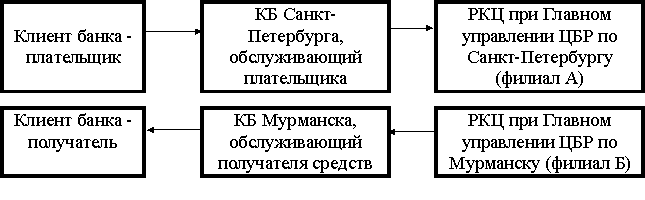 Клиент банка -
плательщик
КБ Санкт-
Петербурга,
обслуживающий
плательщика
РКЦ при Главном
управлении ЦБР по
Санкт-Петербургу
(филиал А)
Клиент банка -
получатель
КБ Мурманска,
обслуживающий
получателя средств
РКЦ при Главном
управлении ЦБР по
Мурманску (филиал Б)